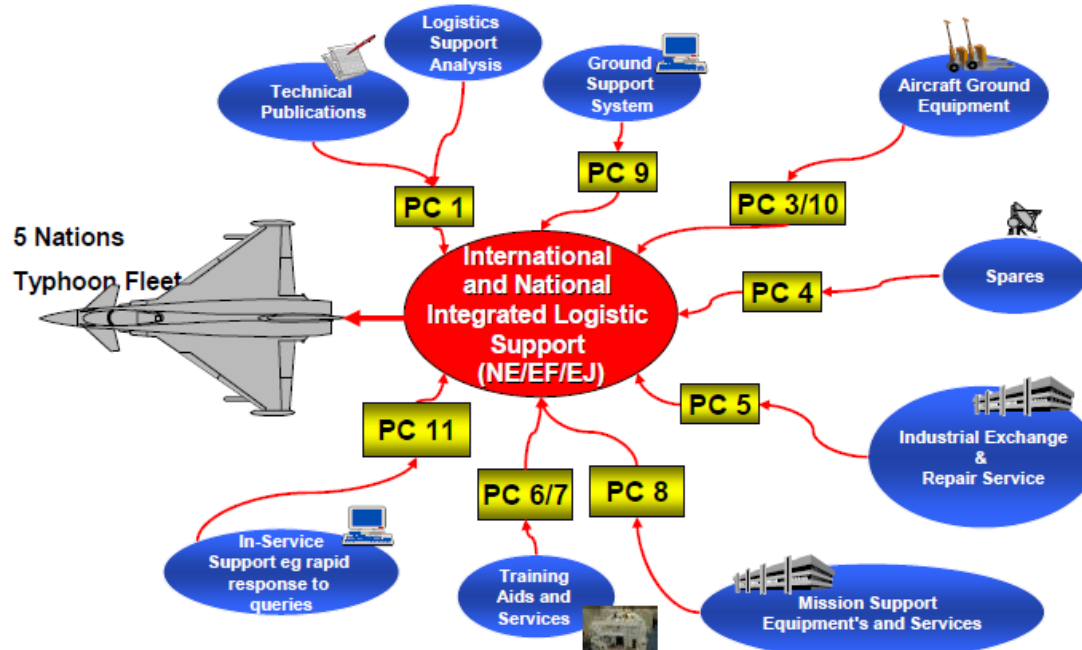 Logistics
Support
Analysis
Technical
Publications
Ground
Support
System
Aircraft Ground
Equipment
PC 9
PC 1
PC 3/10
5 Nations
Typhoon Fleet
International
and National
Integrated Logistic
Support
(NE/EF/EJ)
Spares
PC 4
PC 5
PC 11
Industrial Exchange
&
Repair Service
PC 6/7
PC 8
In-Service
Support eg rapid
response to
queries
Training
Aids and
Services
Mission Support
Equipment's and Services